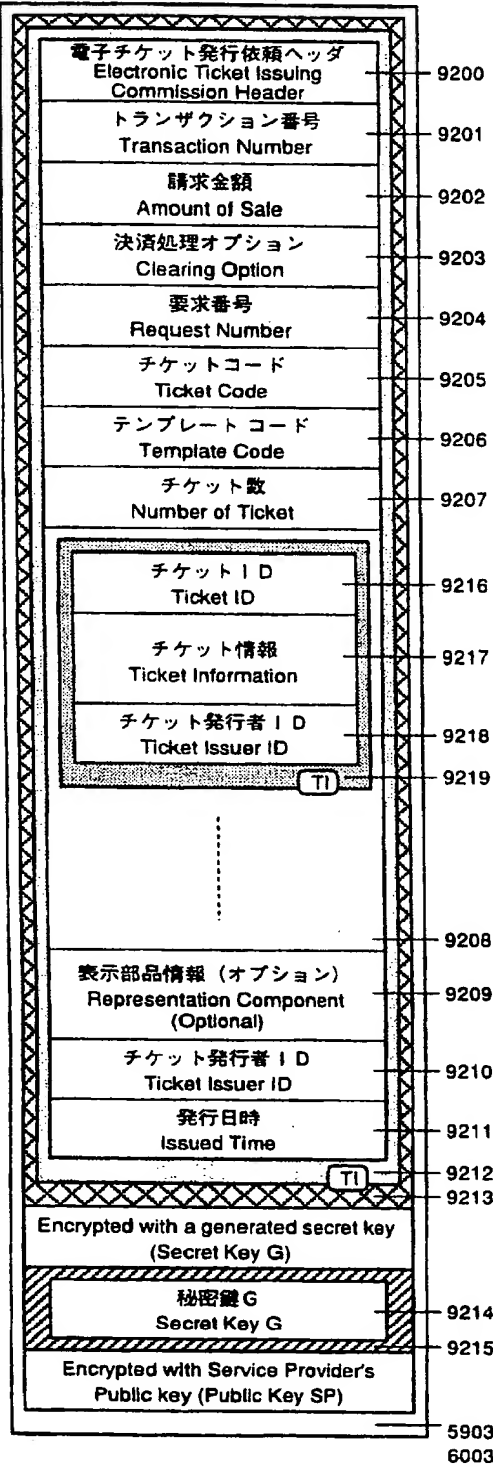 電子チケット発行依頼ヘッダ
Electronic Ticket Issuing
Commission Header
9200
トランザクション番号
Transaction Number
9201
請求金額
Amount of Sale
9202
決済処理オプション
Clearing Option
9203
要求番号
Request Number
9204
チケットコード
Ticket Code
9205
テンプレート コード
Template Code
9206
チケット数
Number of Ticket
9207
チケットID
Ticket ID
9216
チケット情報
Ticket Information
9217
チケット発行者ID
Ticket Issuer ID
9218
TI
9219
9208
表示部品情報（オプション）
Representation Component
(Optional)
9209
チケット発行者ID
Ticket Issuer ID
9210
発行日時
Issued Time
9211
TI
9212
9213
Encrypted with a generated secret key
(Secret Key G)
秘密鍵G
Secret Key G
9214
9215
Encrypted with Service Provider's
Public key (Public Key SP)
5903
6003